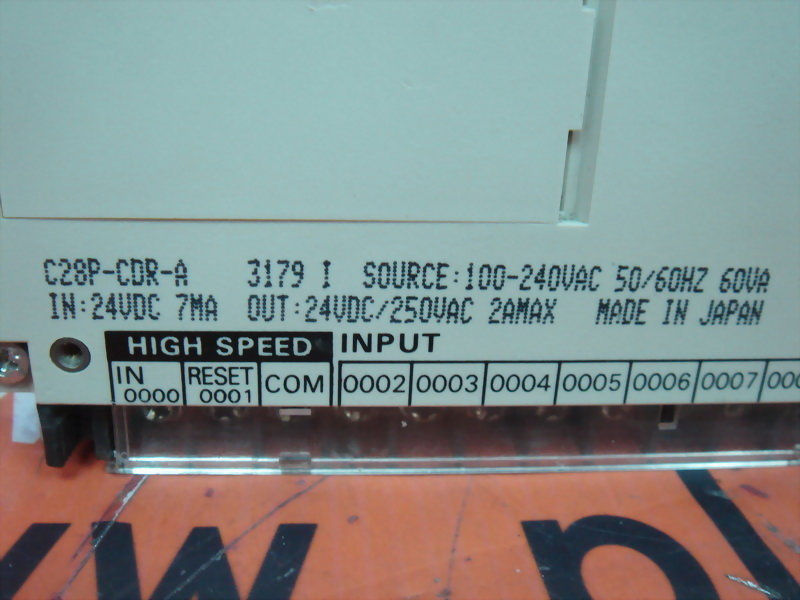 C28P-CDR-A 3179 I SOURCE:100-240VAC 50/60HZ 60VA
IN:24VDC 7MA OUT:24VDC/250VAC 2AMAX MADE IN JAPAN
HIGH SPEED INPUT
IN 0000 RESET 0001 COM 0002 0003 0004 0005 0006 0007
w pl